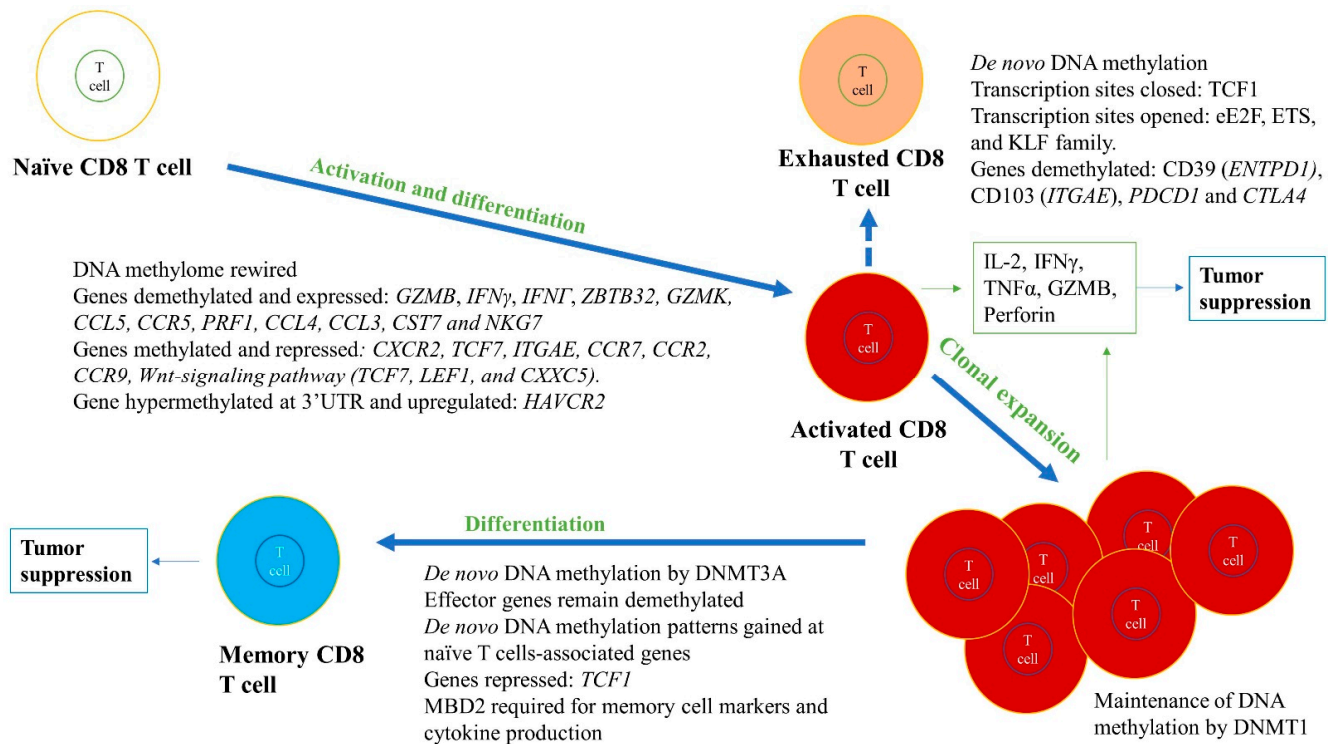 T
cell
Naïve CD8 T cell
Activation and differentiation
T
cell
Exhausted CD8
T cell
De novo DNA methylation
Transcription sites closed: TCF1
Transcription sites opened: eE2F, ETS,
and KLF family.
Genes demethylated: CD39 (ENTPD1),
CD103 (ITGAE), PDCD1 and CTLA4
DNA methylome rewired
Genes demethylated and expressed: GZMB, IFNγ, IFNΓ, ZBTB32, GZMK,
CCL5, CCR5, PRF1, CCL4, CCL3, CST7 and NKG7
Genes methylated and repressed: CXCR2, TCF7, ITGAE, CCR7, CCR2,
CCR9, Wnt-signaling pathway (TCF7, LEF1, and CXXC5).
Gene hypermethylated at 3’UTR and upregulated: HAVCR2
T
cell
Activated CD8
T cell
IL-2, IFNγ,
TNFα, GZMB,
Perforin
Tumor
suppression
Clonal expansion
T
cell
T
cell
T
cell
T
cell
T
cell
T
cell
Maintenance of DNA
methylation by DNMT1
Differentiation
De novo DNA methylation by DNMT3A
Effector genes remain demethylated
De novo DNA methylation patterns gained at
naïve T cells-associated genes
Genes repressed: TCF1
MBD2 required for memory cell markers and
cytokine production
T
cell
Memory CD8
T cell
Tumor
suppression